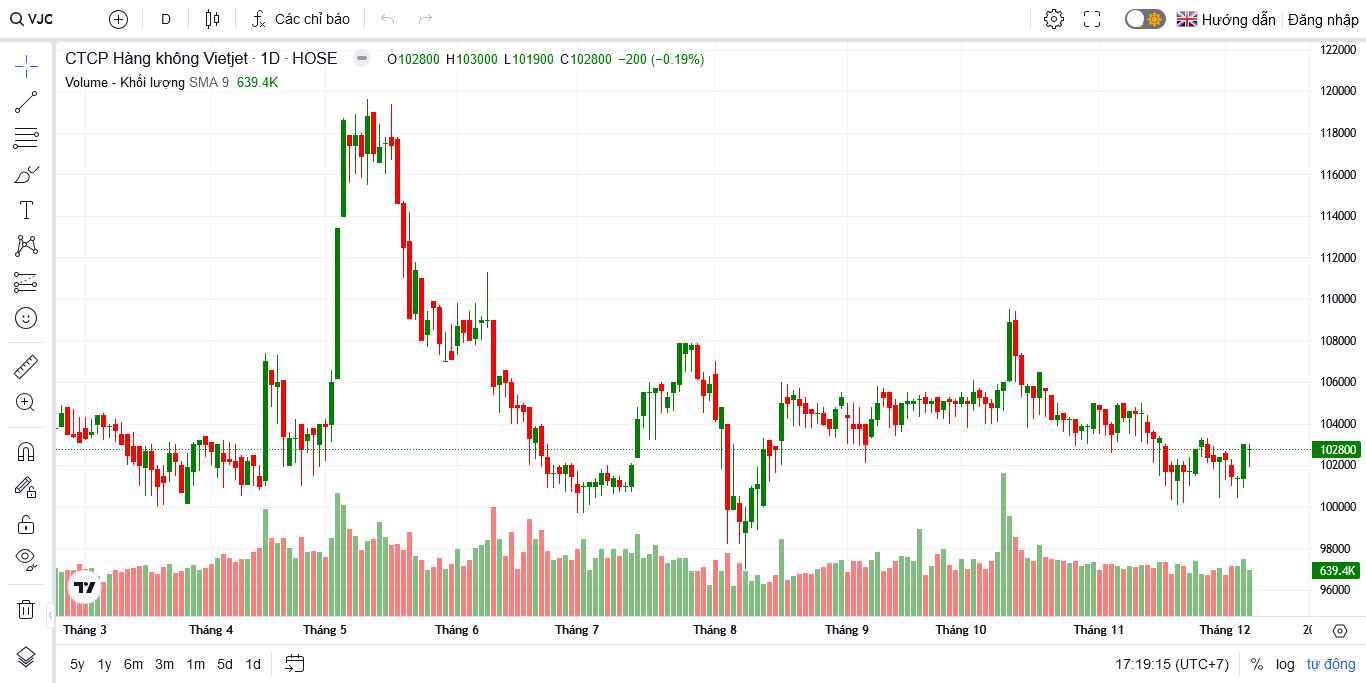 VJC D Các chỉ báo Hướng dẫn Đăng nhập
CTCP Hàng không Vietjet · 1D · HOSE O102800 H103000 L101900 C102800 −200 (−0.19%)
Volume - Khối lượng SMA 9 639.4K
122000
120000
118000
116000
114000
112000
110000
108000
106000
104000
102800
102000
100000
98000
639.4K
96000
Tháng 3 Tháng 4 Tháng 5 Tháng 6 Tháng 7 Tháng 8 Tháng 9 Tháng 10 Tháng 11 Tháng 12
5y 1y 6m 3m 1m 5d 1d 17:19:15 (UTC+7) % log tự động